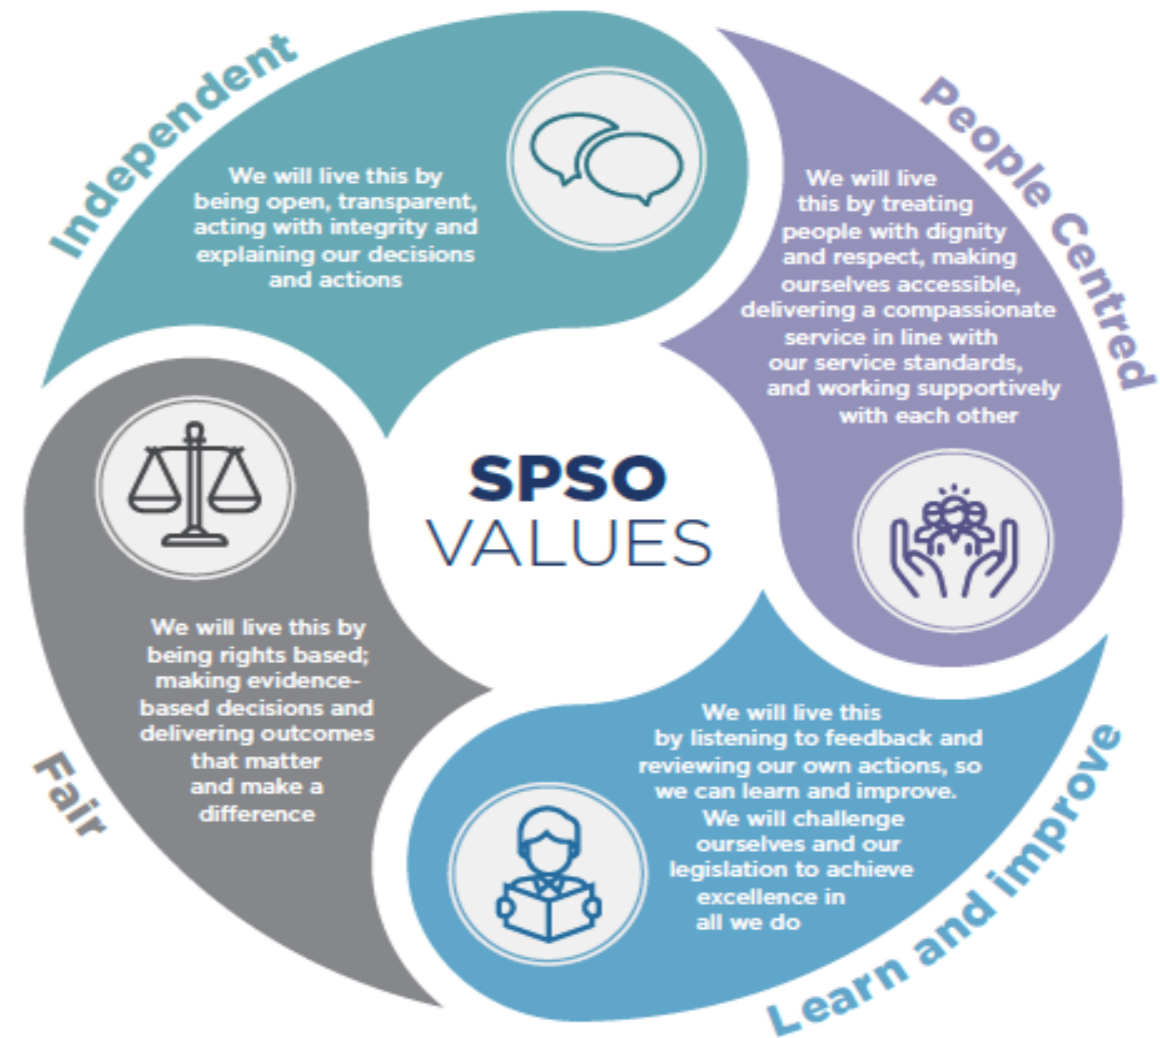 Independent
We will live this by
being open, transparent,
acting with integrity and
explaining our decisions
and actions
People Centred
We will live
this by treating
people with dignity
and respect, making
ourselves accessible,
delivering a compassionate
service in line with
our service standards,
and working supportively
with each other
SPSO
VALUES
Fair
We will live this by
being rights based;
making evidence-
based decisions and
delivering outcomes
that matter
and make a
difference
Learn and improve
We will live this
by listening to feedback and
reviewing our own actions, so
we can learn and improve.
We will challenge
ourselves and our
legislation to achieve
excellence in
all we do